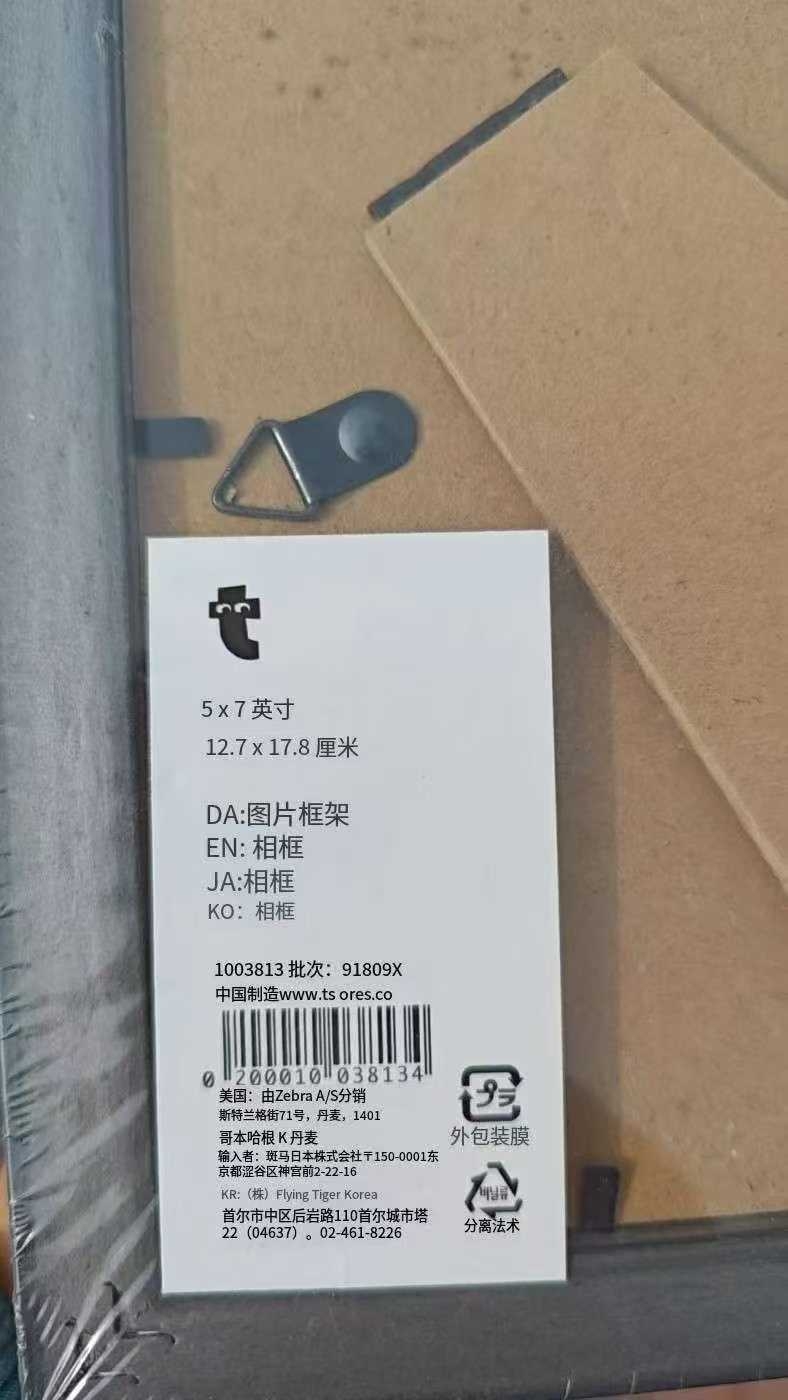 5 x 7 英寸
12.7 x 17.8 厘米
DA:图片框架
EN: 相框
JA:相框
KO：相框
1003813 批次：91809X
中国制造www.ts ores.co
0 200010 038134
美国：由Zebra A/S分销
斯特兰格街71号，丹麦，1401
哥本哈根 K 丹麦
输入者：斑马日本株式会社〒150-0001东
京都涩谷区神宫前2-22-16
KR:（株）Flying Tiger Korea
首尔市中区后岩路110首尔城市塔
22（04637）。02-461-8226
プラ
外包装膜
비닐류
分离法术